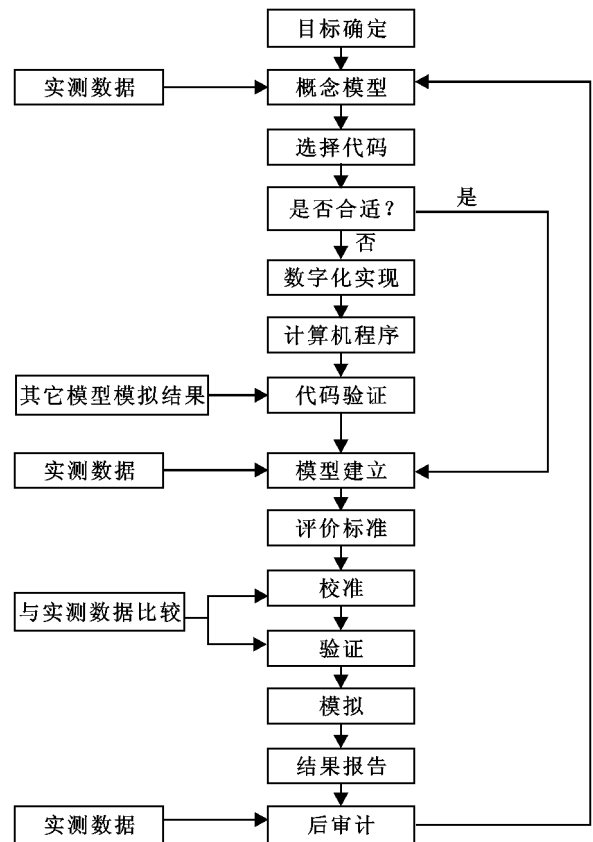 目标确定
实测数据
概念模型
选择代码
是否合适?
是
否
数字化实现
计算机程序
其它模型模拟结果
代码验证
实测数据
模型建立
评价标准
校准
与实测数据比较
验证
模拟
结果报告
实测数据
后审计